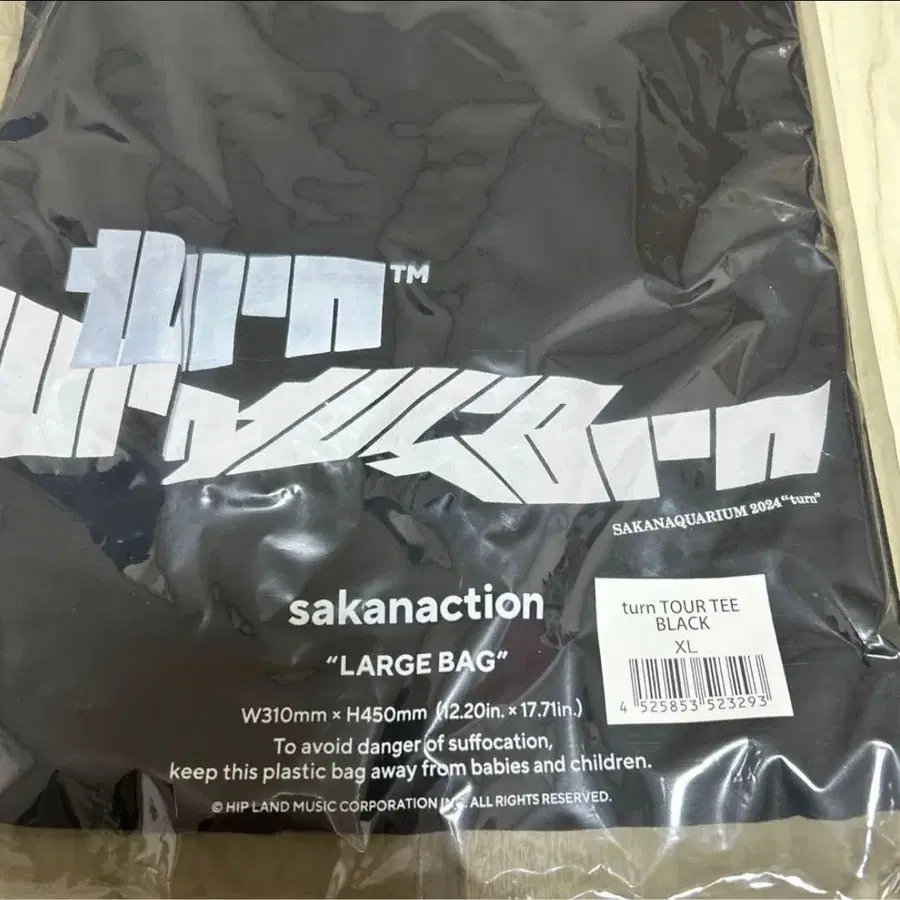 turn™
turn
SAKANAQUARIUM 2024 “turn”
sakanaction
“LARGE BAG”
W310mm × H450mm (12.20in. × 17.71in.)
To avoid danger of suffocation,
keep this plastic bag away from babies and children.
© HIP LAND MUSIC CORPORATION INC. ALL RIGHTS RESERVED.
turn TOUR TEE
BLACK
XL
4 525853 523293